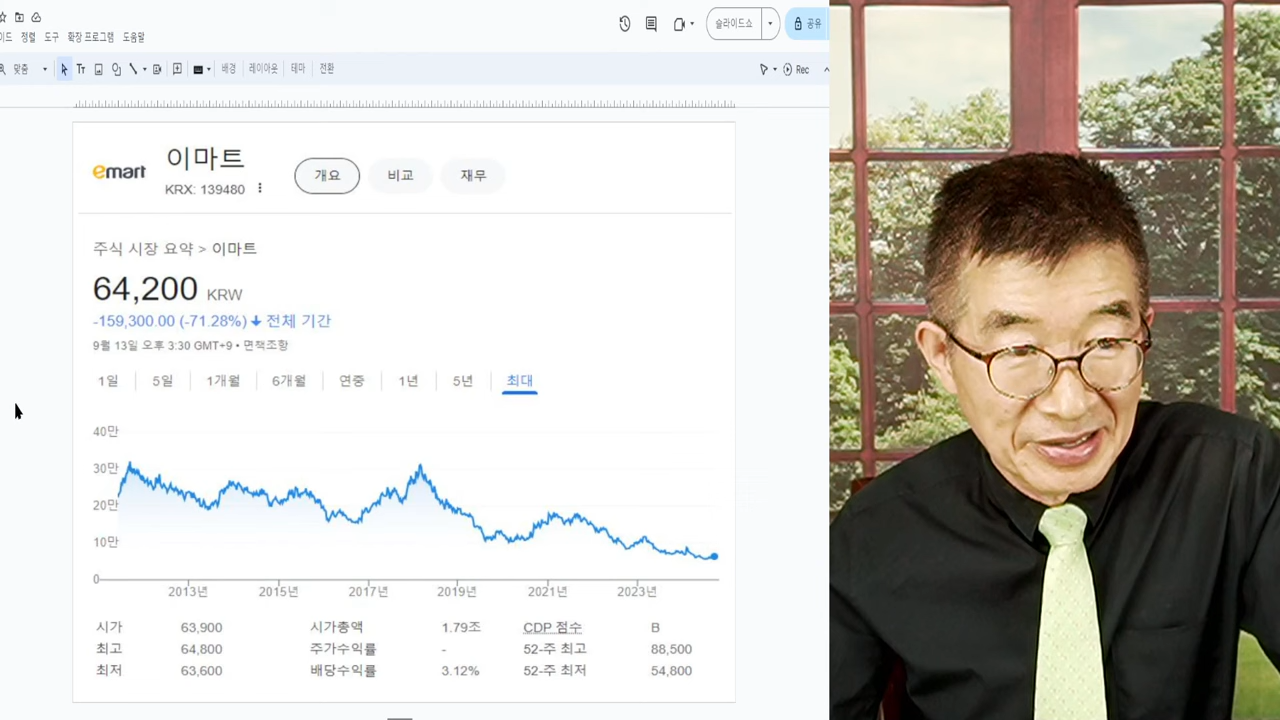 슬라이드쇼
공유
이드 정렬 도구 확장 프로그램 도움말
맞춤
배경 레이아웃 테마 전환
Rec
emart
이마트
KRX: 139480
개요 비교 재무
주식 시장 요약 > 이마트
64,200 KRW
-159,300.00 (-71.28%) 전체 기간
9월 13일 오후 3:30 GMT+9 • 면책조항
1일 5일 1개월 6개월 연중 1년 5년 최대
40만
30만
20만
10만
0
2013년 2015년 2017년 2019년 2021년 2023년
시가 63,900 시가총액 1.79조 CDP 점수 B
최고 64,800 주가수익률 - 52-주 최고 88,500
최저 63,600 배당수익률 3.12% 52-주 최저 54,800